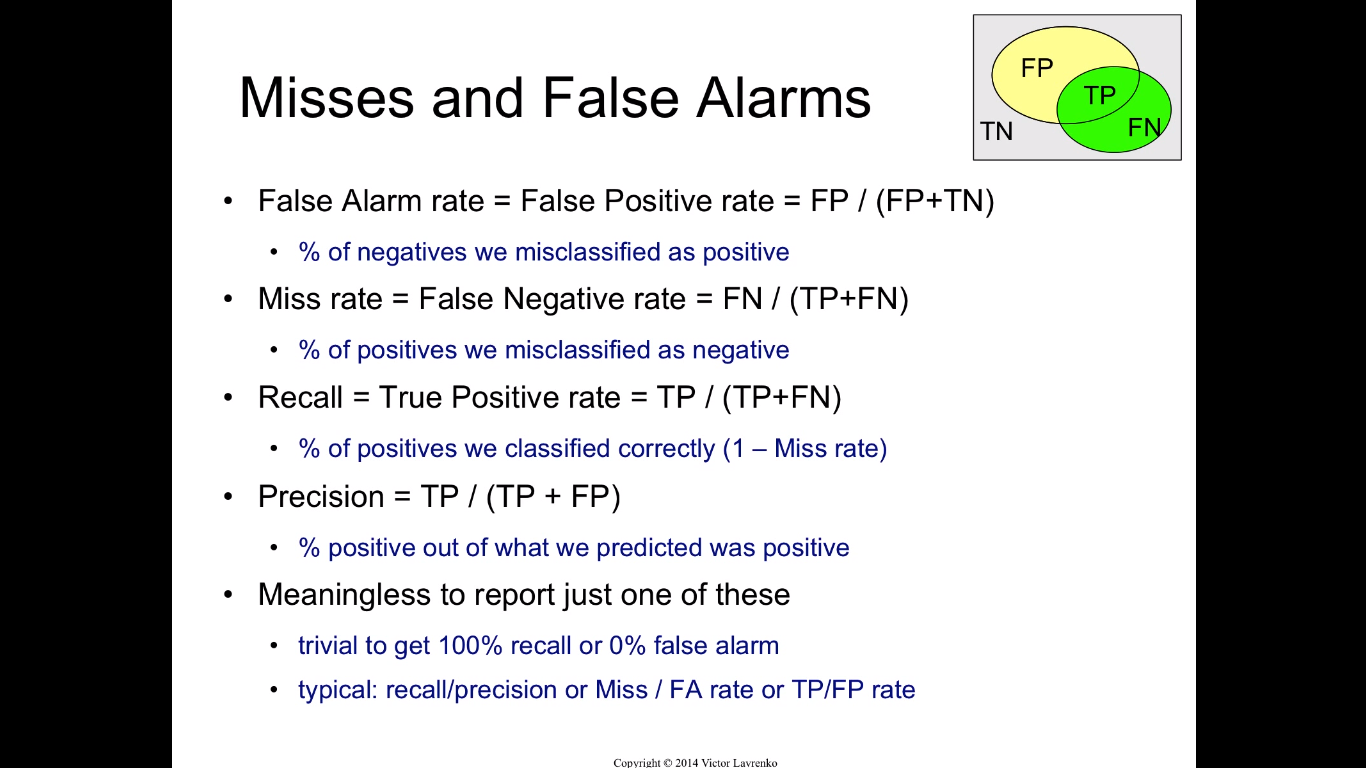 Misses and False Alarms
FP
TP
TN
FN
• False Alarm rate = False Positive rate = FP / (FP+TN)
• % of negatives we misclassified as positive
• Miss rate = False Negative rate = FN / (TP+FN)
• % of positives we misclassified as negative
• Recall = True Positive rate = TP / (TP+FN)
• % of positives we classified correctly (1 – Miss rate)
• Precision = TP / (TP + FP)
• % positive out of what we predicted was positive
• Meaningless to report just one of these
• trivial to get 100% recall or 0% false alarm
• typical: recall/precision or Miss / FA rate or TP/FP rate
Copyright © 2014 Victor Lavrenko